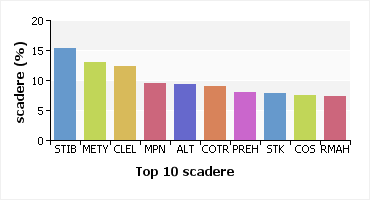 20
15
10
5
0
scadere (%)
STIB METY CLEL MPN ALT COTR PREH STK COS RMAH
Top 10 scadere